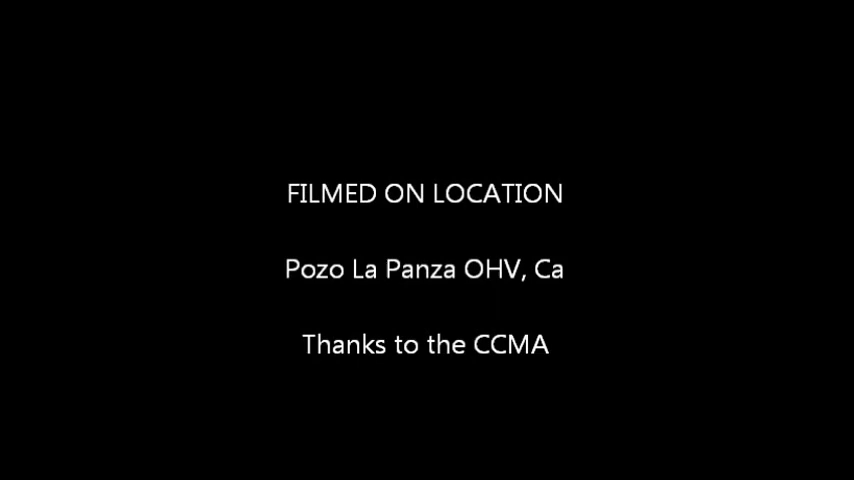 FILMED ON LOCATION
Pozo La Panza OHV, Ca
Thanks to the CCMA